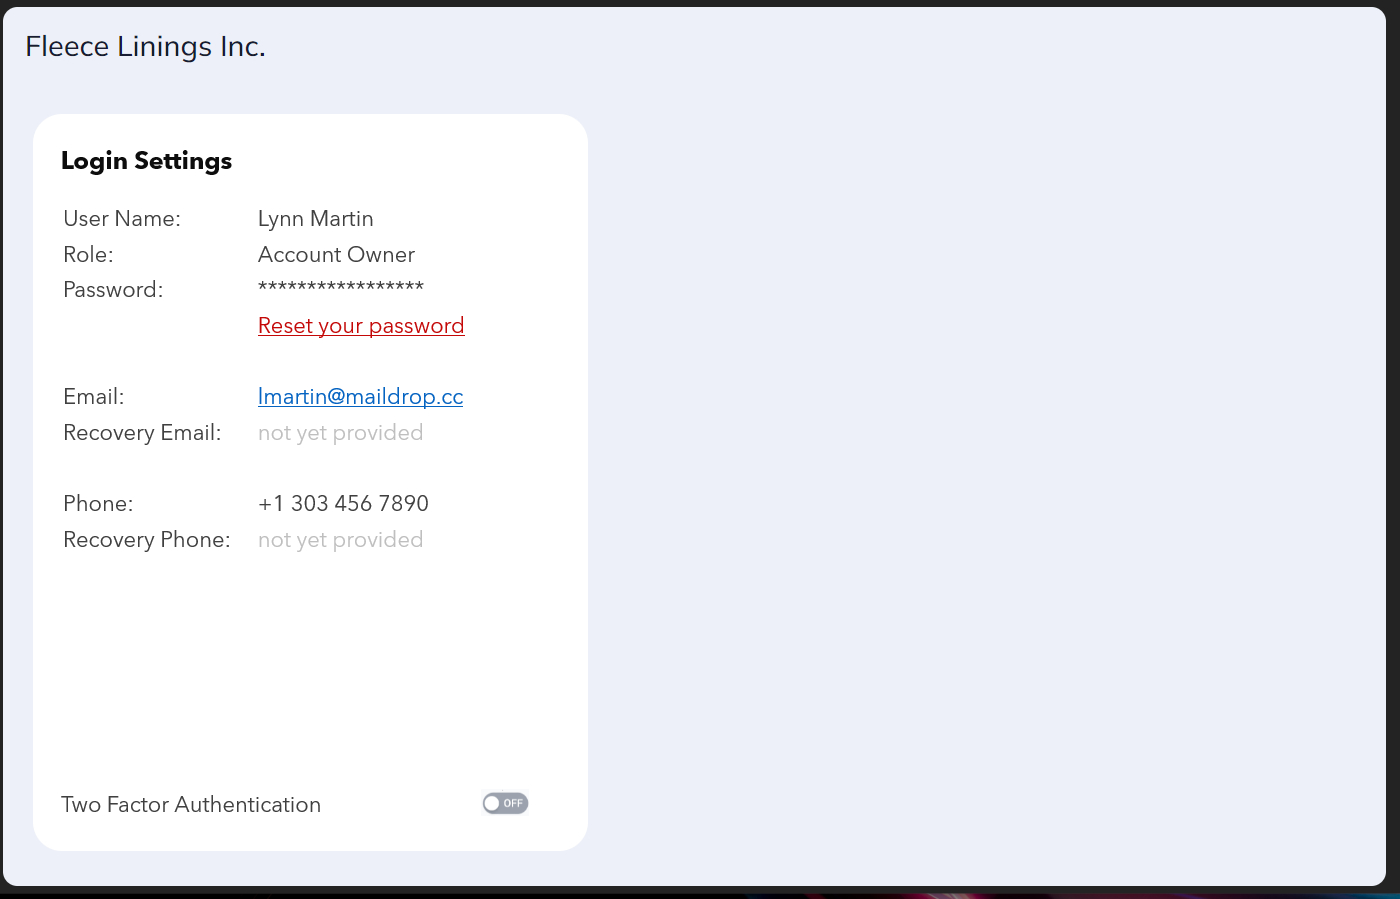 Fleece Linings Inc.
Login Settings
User Name: Lynn Martin
Role: Account Owner
Password: *****************
Reset your password
Email: lmartin@maildrop.cc
Recovery Email: not yet provided
Phone: +1 303 456 7890
Recovery Phone: not yet provided
Two Factor Authentication OFF